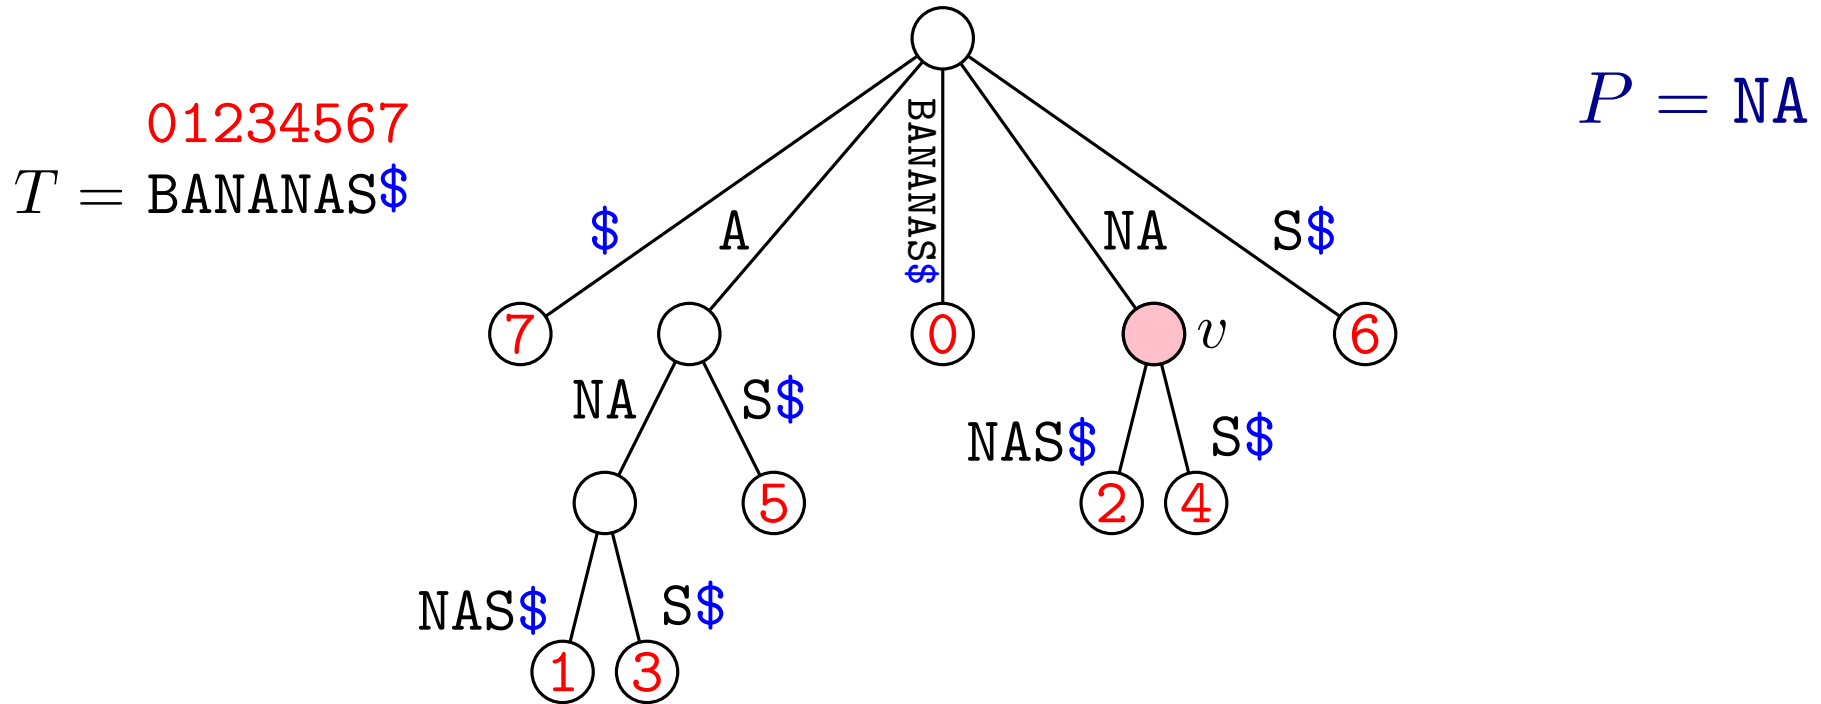 01234567
P = NA
T = BANANAS$
BANANAS$
$
A
NA
S$
7
0
v
6
NA
S$
NAS$
S$
5
2
4
NAS$
S$
1
3